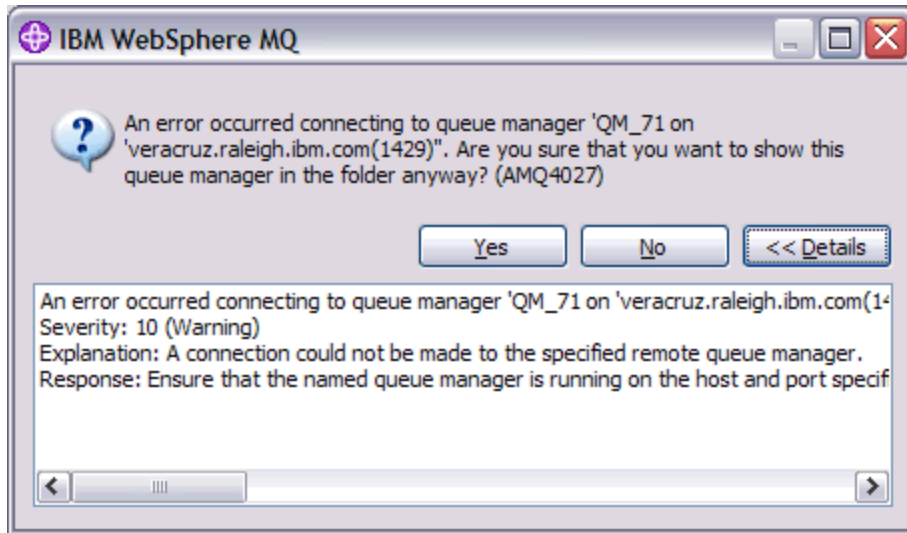 IBM WebSphere MQ
An error occurred connecting to queue manager 'QM_71 on
'veracruz.raleigh.ibm.com(1429)''. Are you sure that you want to show this
queue manager in the folder anyway? (AMQ4027)
Yes
No
<< Details
An error occurred connecting to queue manager 'QM_71 on 'veracruz.raleigh.ibm.com(14
Severity: 10 (Warning)
Explanation: A connection could not be made to the specified remote queue manager.
Response: Ensure that the named queue manager is running on the host and port specif